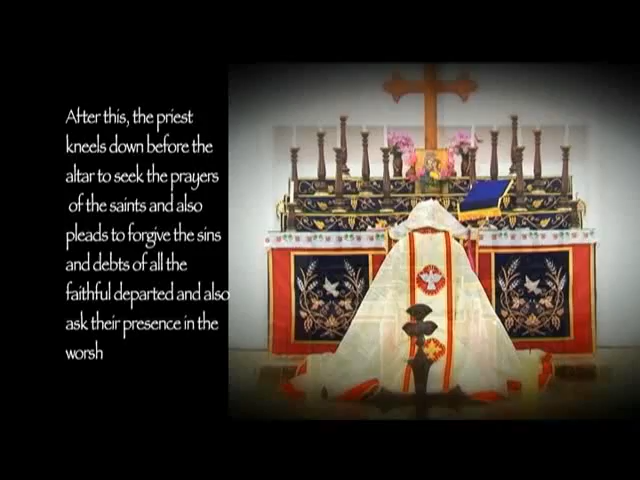 After this, the priest
kneels down before the
altar to seek the prayers
of the saints and also
pleads to forgive the sins
and debts of all the
faithful departed and also
ask their presence in the
worsh